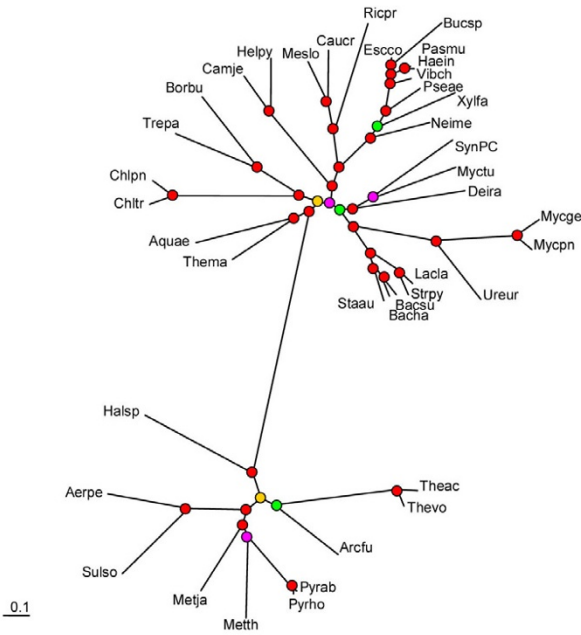 Ricpr
Bucsp
Caucr
Escco
Pasmu
Helpy
Meslo
Haein
Camje
Vibch
Pseae
Borbu
Xylfa
Trepa
Neime
SynPC
Chlpn
Myctu
Deira
Chltr
Mycge
Aquae
Mycpn
Thema
Lacla
Strpy
Ureur
Staau
Bacsu
Bacha
Halsp
Aerpe
Theac
Thevo
Arcfu
Sulso
Pyrab
Metja
Pyrho
0.1
Metth